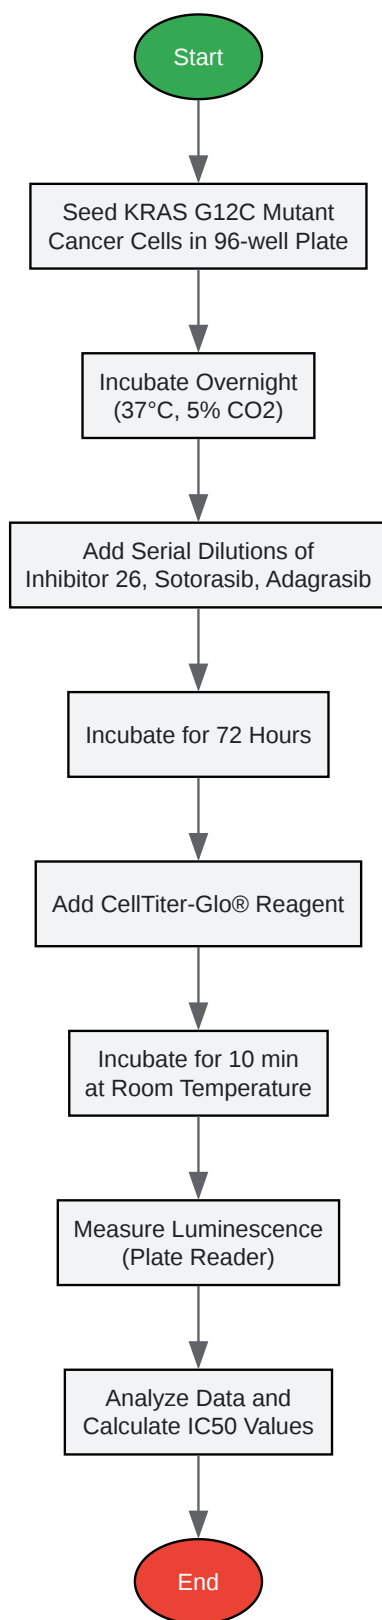 Start
Seed KRAS G12C Mutant
Cancer Cells in 96-well Plate
Incubate Overnight
(37°C, 5% CO2)
Add Serial Dilutions of
Inhibitor 26, Sotorasib, Adagrasib
Incubate for 72 Hours
Add CellTiter-Glo® Reagent
Incubate for 10 min
at Room Temperature
Measure Luminescence
(Plate Reader)
Analyze Data and
Calculate IC50 Values
End